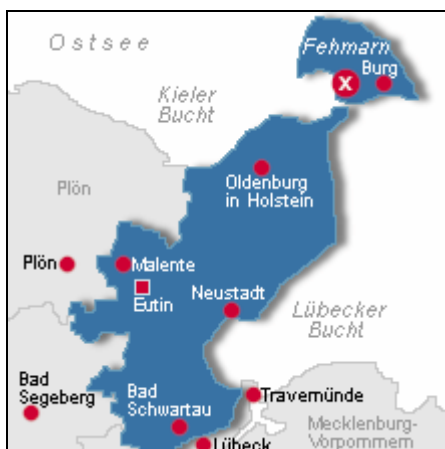 Ostsee
Fehmarn
X
Burg
Kieler
Bucht
Oldenburg
in Holstein
Plön
Plön
Malente
Eutin
Neustadt
Lübecker
Bucht
Bad
Segeberg
Bad
Schwartau
Travemünde
Lübeck
Mecklenburg-
Vorpommern